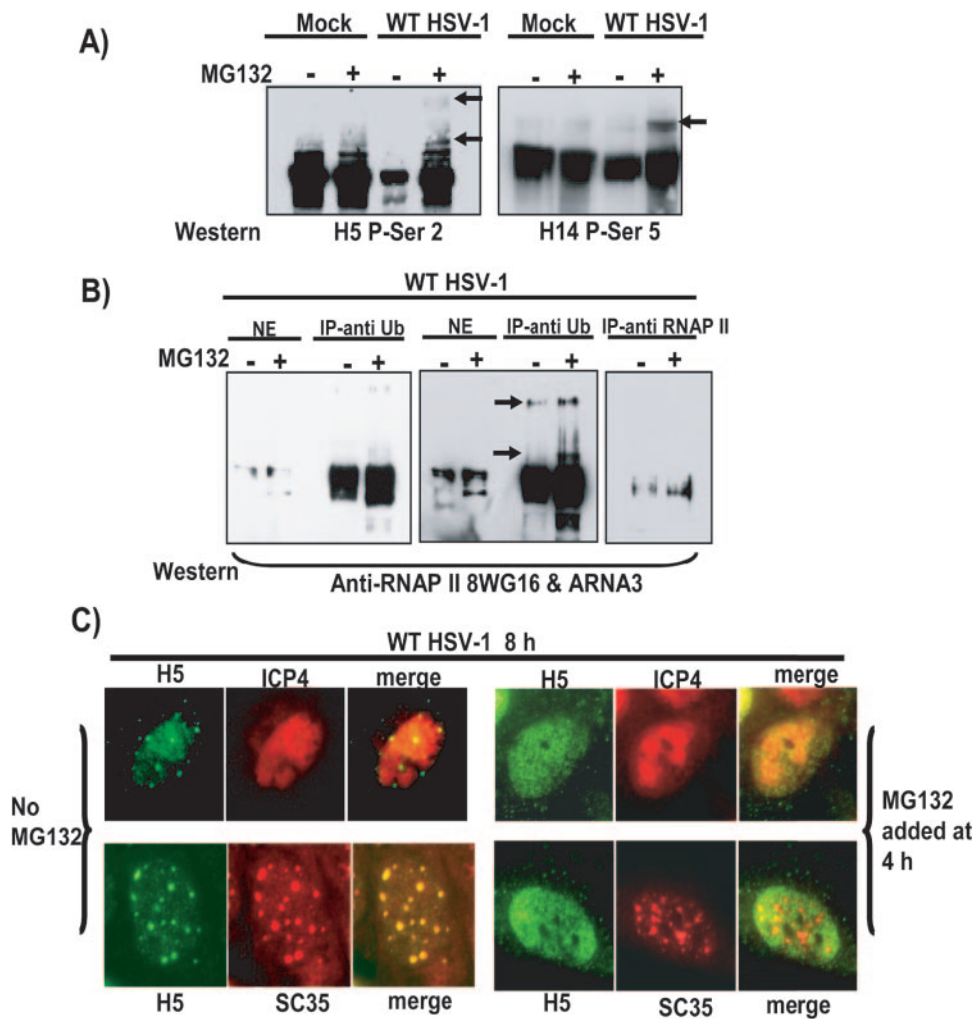 A)
Mock WT HSV-1 Mock WT HSV-1
MG132 - + - + - + - +
Western H5 P-Ser 2 H14 P-Ser 5
B)
WT HSV-1
NE IP-anti Ub NE IP-anti Ub IP-anti RNAP II
MG132 - + - + - + - + - +
Western Anti-RNAP II 8WG16 & ARNA3
C)
WT HSV-1 8 h
H5 ICP4 merge H5 ICP4 merge
No
MG132
MG132
added at
4 h
H5 SC35 merge H5 SC35 merge